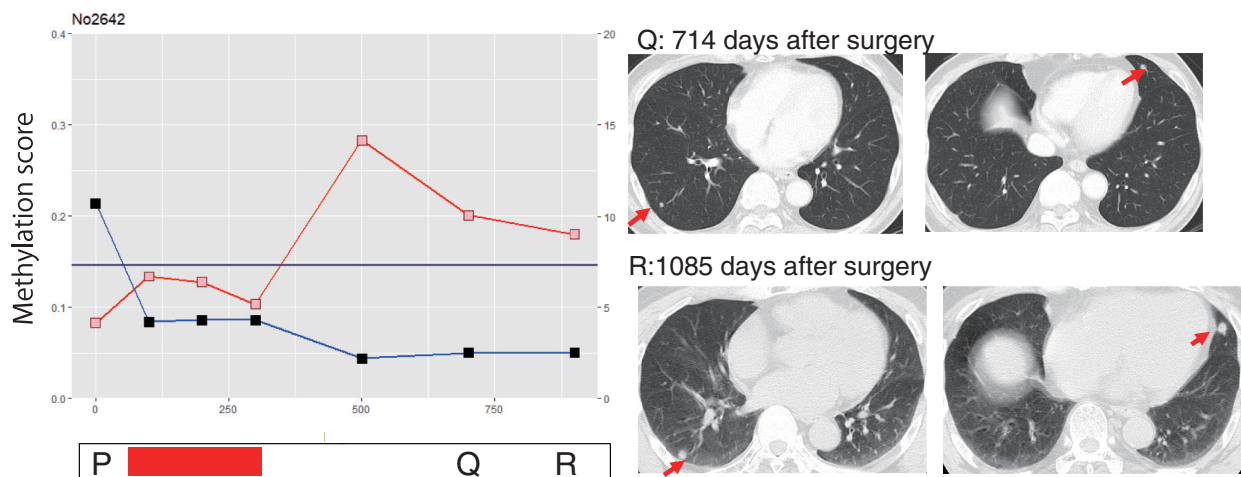 No2642
0.4
0.3
0.2
0.1
0.0
Methylation score
20
15
10
5
0
0
250
500
750
P
Q
R
Q: 714 days after surgery
R:1085 days after surgery